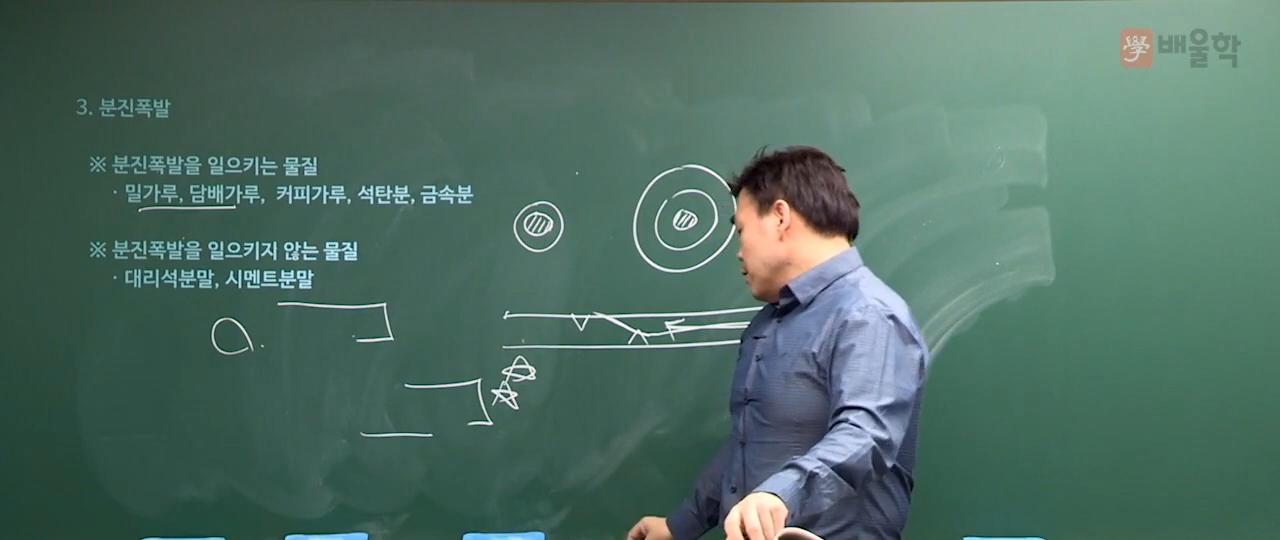 學 배울학
3. 분진폭발
※ 분진폭발을 일으키는 물질
· 밀가루, 담배가루, 커피가루, 석탄분, 금속분
※ 분진폭발을 일으키지 않는 물질
· 대리석분말, 시멘트분말